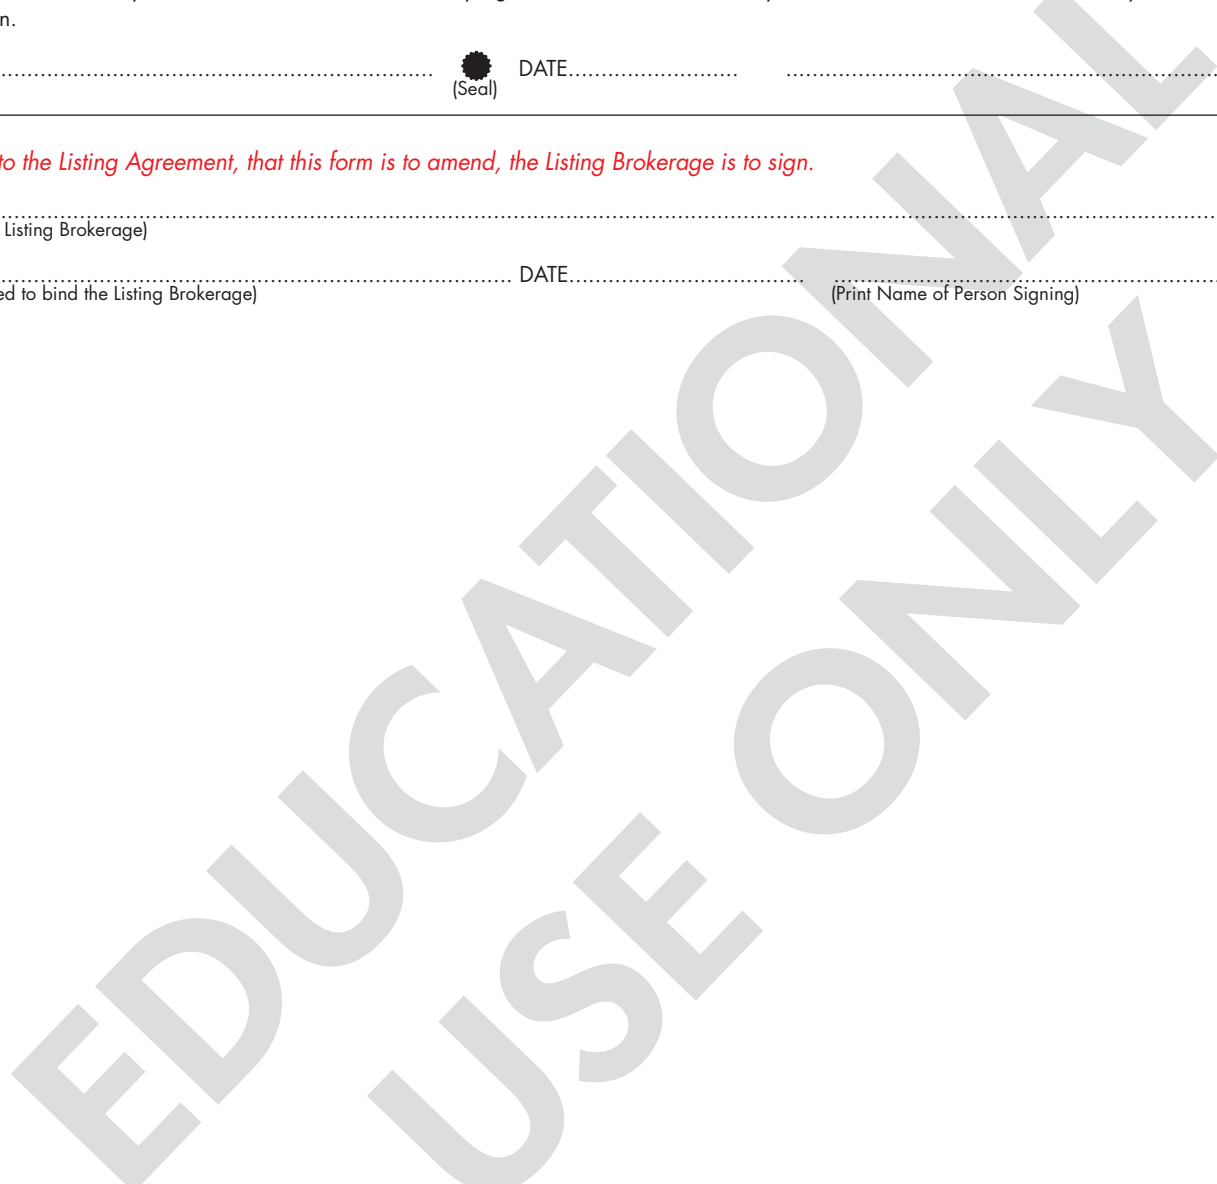 n.
.......... DATE.......... ..........
(Seal)
to the Listing Agreement, that this form is to amend, the Listing Brokerage is to sign.
Listing Brokerage)
.......... DATE.......... ..........
ed to bind the Listing Brokerage) (Print Name of Person Signing)
EDUCATIONAL
USE ONLY